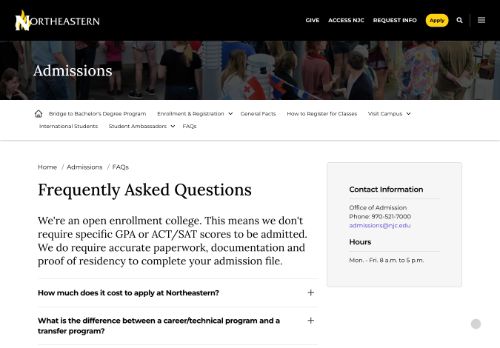 NORTHEASTERN
GIVE ACCESS NJC REQUEST INFO Apply
Admissions
Bridge to Bachelor's Degree Program Enrollment & Registration General Facts How to Register for Classes Visit Campus
International Students Student Ambassadors FAQs
Home / Admissions / FAQs
Frequently Asked Questions
We're an open enrollment college. This means we don't
require specific GPA or ACT/SAT scores to be admitted.
We do require accurate paperwork, documentation and
proof of residency to complete your admission file.
How much does it cost to apply at Northeastern?
What is the difference between a career/technical program and a
transfer program?
Contact Information
Office of Admission
Phone: 970-521-7000
admissions@njc.edu
Hours
Mon. - Fri. 8 a.m. to 5 p.m.